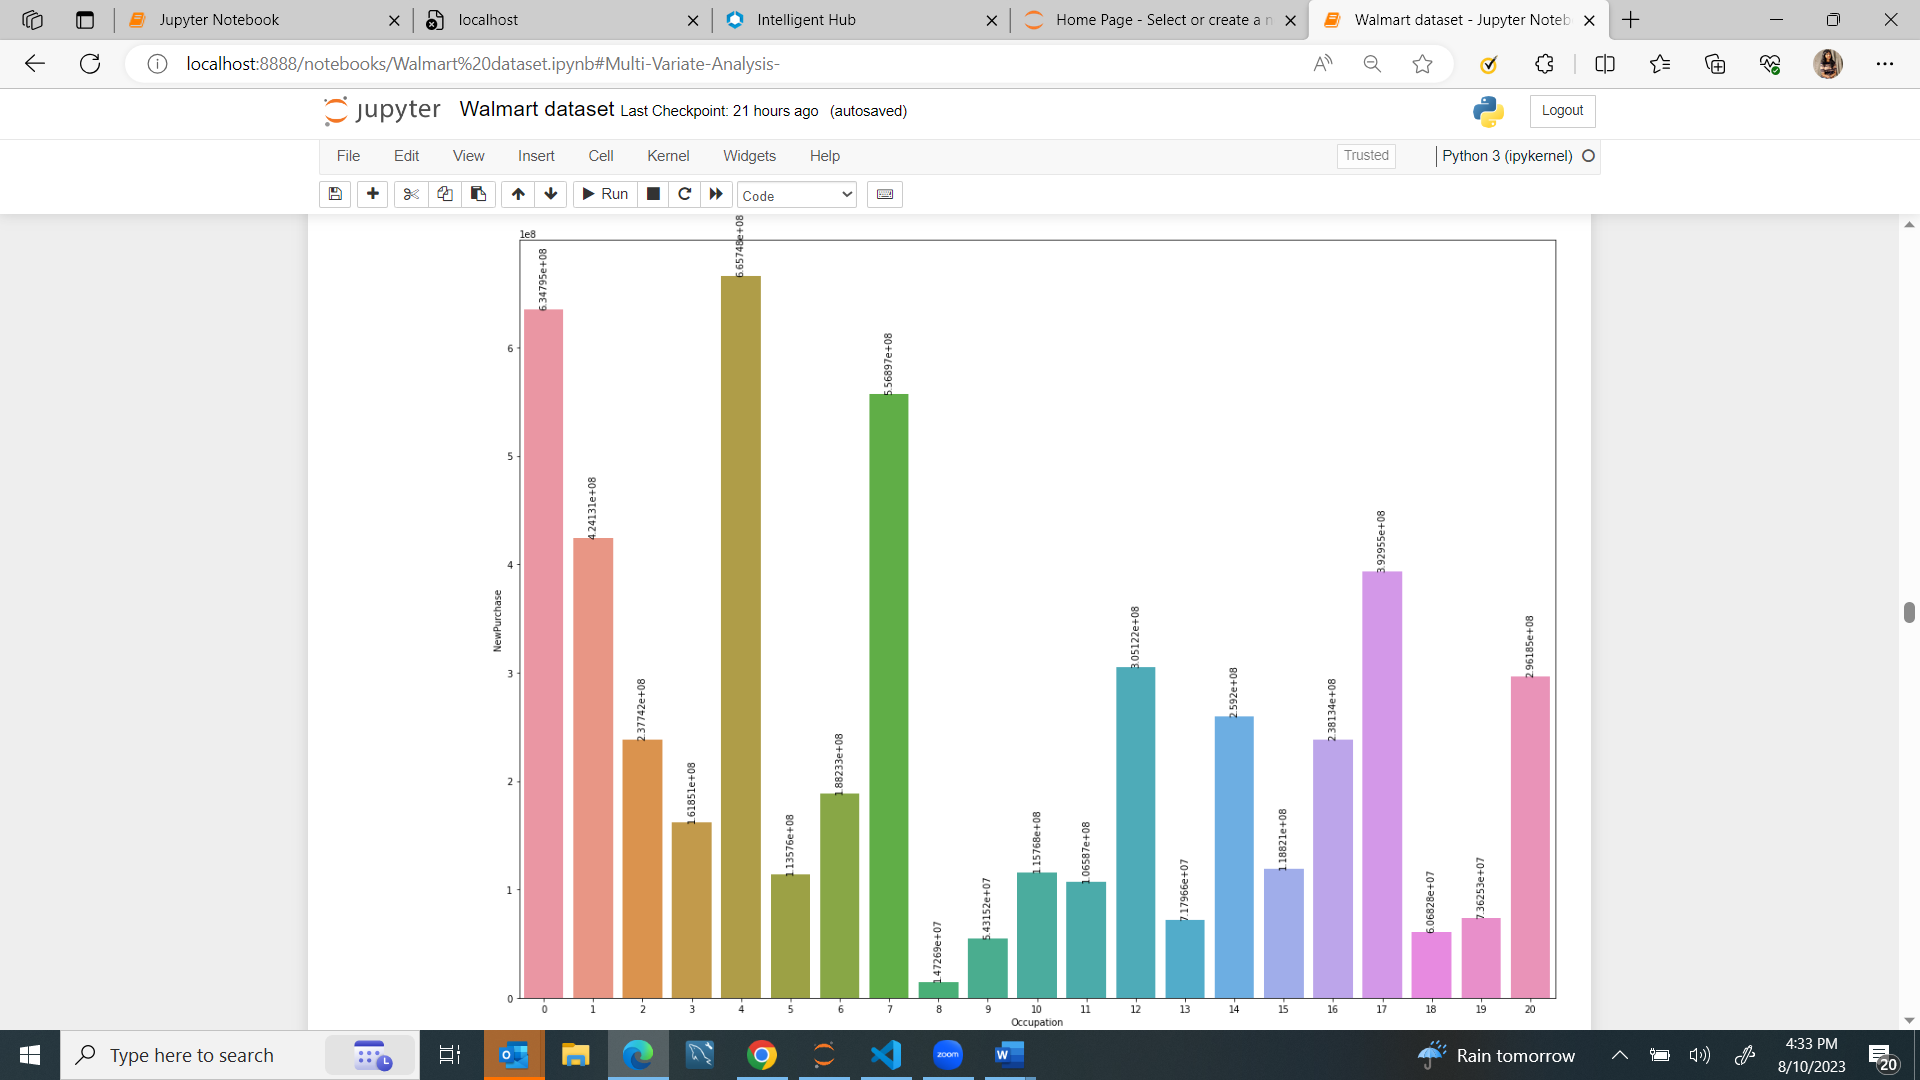 Jupyter Notebook
localhost
Intelligent Hub
Home Page - Select or create a n
Walmart dataset - Jupyter Noteb
localhost:8888/notebooks/Walmart%20dataset.ipynb#Multi-Variate-Analysis-
jupyter Walmart dataset Last Checkpoint: 21 hours ago (autosaved)
Logout
File Edit View Insert Cell Kernel Widgets Help
Trusted
Python 3 (ipykernel)
Run
Code
1e8
6.34795e+08
4.24131e+08
2.37742e+08
1.61851e+08
6.65748e+08
1.13576e+08
1.88233e+08
5.56897e+08
1.47269e+07
5.43152e+07
1.15768e+08
1.06587e+08
3.05122e+08
7.17966e+07
2.592e+08
1.18821e+08
2.38134e+08
3.92955e+08
6.06828e+07
7.36253e+07
2.96185e+08
6
5
4
3
2
1
0
NewPurchase
0 1 2 3 4 5 6 7 8 9 10 11 12 13 14 15 16 17 18 19 20
Occupation
Type here to search
zoom
Rain tomorrow
4:33 PM
8/10/2023
20